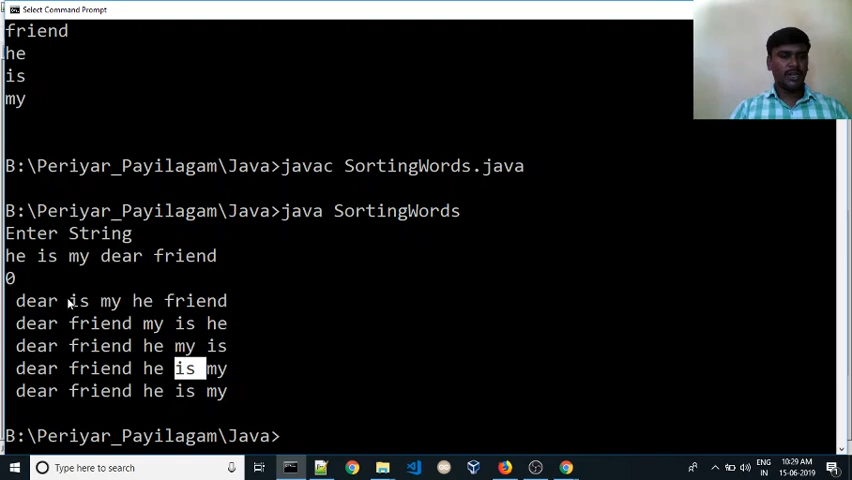 Select Command Prompt
friend
he
is
my
B:\Periyar_Payilagam\Java>javac SortingWords.java
B:\Periyar_Payilagam\Java>java SortingWords
Enter String
he is my dear friend
0
dear is my he friend
dear friend my is he
dear friend he my is
dear friend he is my
dear friend he is my
B:\Periyar_Payilagam\Java>
Type here to search
ENG 10:29 AM
IN 15-06-2019